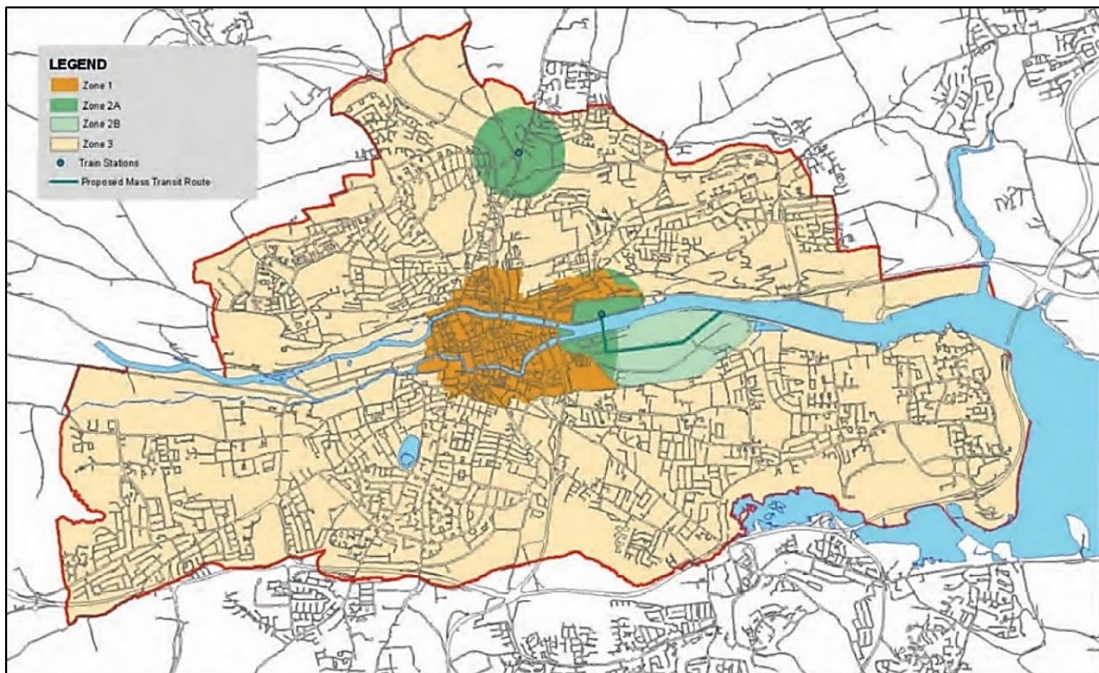 LEGEND
Zone 1
Zone 2A
Zone 2B
Zone 3
Train Stations
Proposed Mass Transit Route